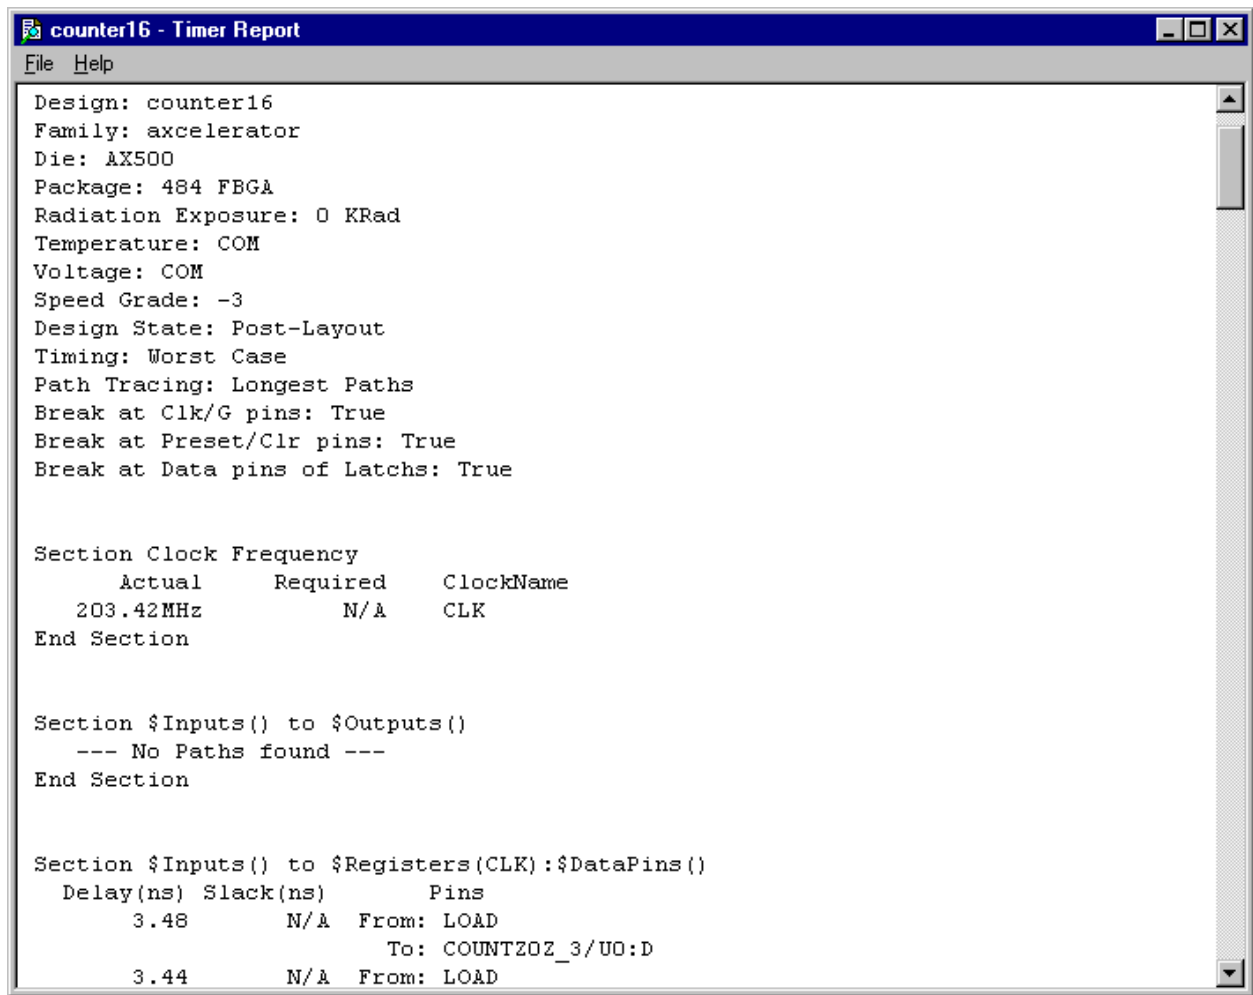 counter16 - Timer Report
File Help
Design: counter16
Family: axcelerator
Die: AX500
Package: 484 FBGA
Radiation Exposure: 0 KRad
Temperature: COM
Voltage: COM
Speed Grade: -3
Design State: Post-Layout
Timing: Worst Case
Path Tracing: Longest Paths
Break at Clk/G pins: True
Break at Preset/Clr pins: True
Break at Data pins of Latchs: True
Section Clock Frequency
Actual Required ClockName
203.42MHz N/A CLK
End Section
Section $Inputs() to $Outputs()
--- No Paths found ---
End Section
Section $Inputs() to $Registers(CLK):$DataPins()
Delay(ns) Slack(ns) Pins
3.48 N/A From: LOAD
To: COUNTZ0Z_3/U0:D
3.44 N/A From: LOAD